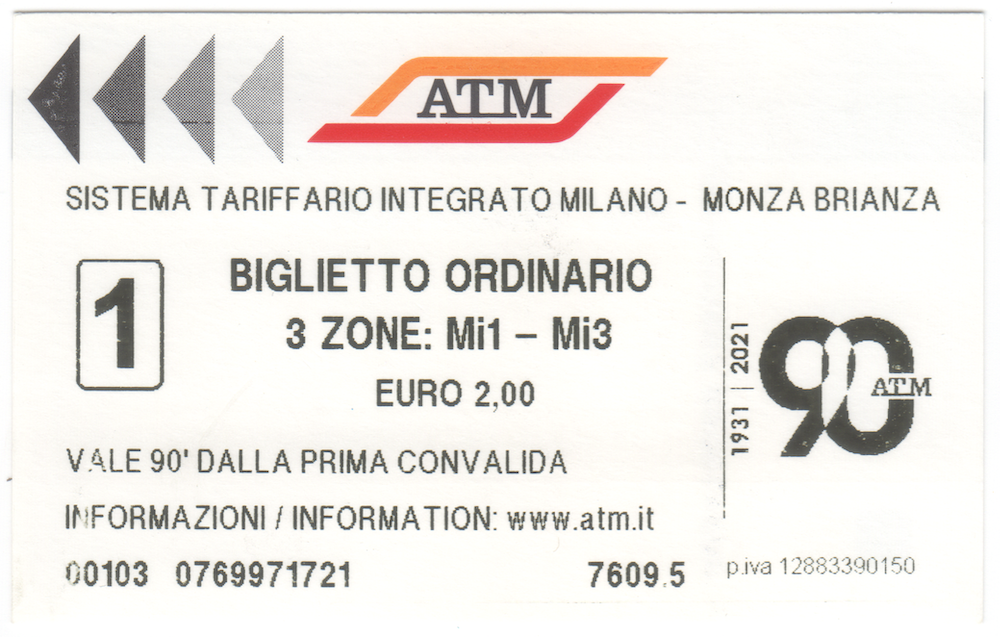 ATM
SISTEMA TARIFFARIO INTEGRATO MILANO - MONZA BRIANZA
1
BIGLIETTO ORDINARIO
3 ZONE: Mi1 – Mi3
EURO 2,00
1931 | 2021
90
ATM
VALE 90' DALLA PRIMA CONVALIDA
INFORMAZIONI / INFORMATION: www.atm.it
00103 0769971721 7609.5
p.iva 12883390150